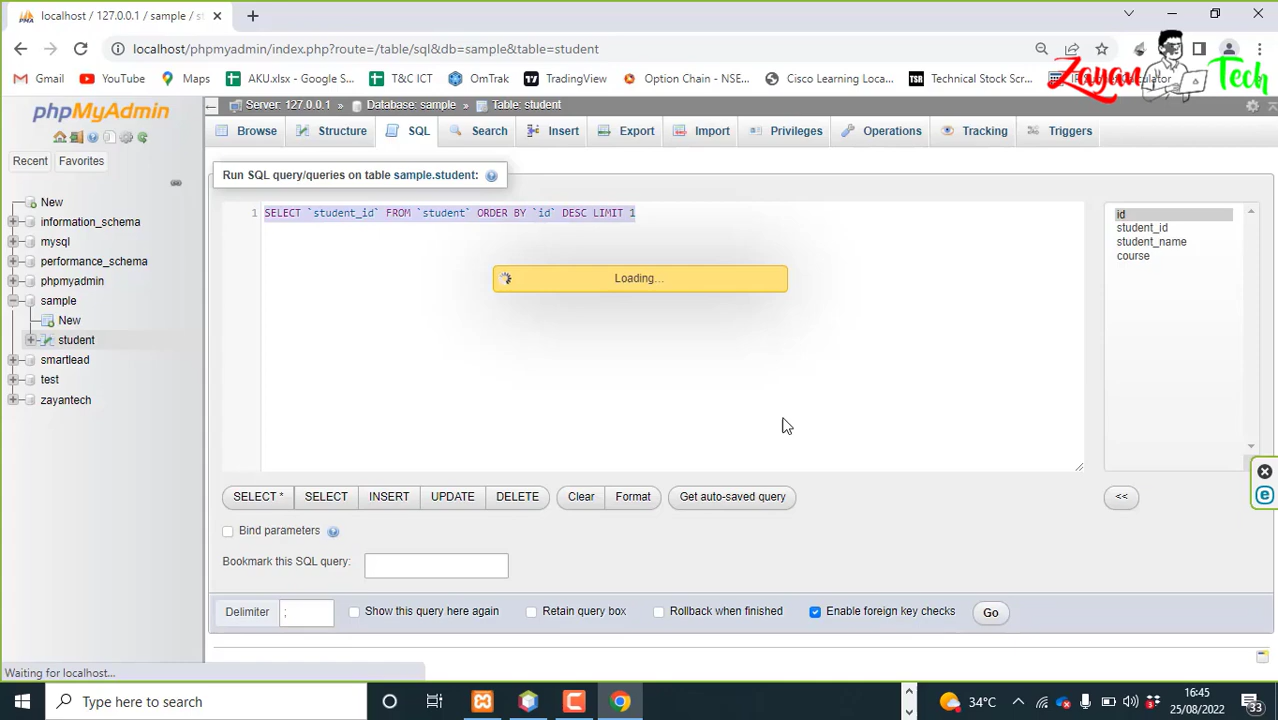 localhost / 127.0.0.1 / sample / st
localhost/phpmyadmin/index.php?route=/table/sql&db=sample&table=student
Gmail
YouTube
Maps
AKU.xlsx - Google S...
T&C ICT
OmTrak
TradingView
Option Chain - NSE...
Cisco Learning Loca...
TSR
Technical Stock Scr...
Zayan Tech
phpMyAdmin
Server: 127.0.0.1 » Database: sample » Table: student
Browse
Structure
SQL
Search
Insert
Export
Import
Privileges
Operations
Tracking
Triggers
Recent
Favorites
New
information_schema
mysql
performance_schema
phpmyadmin
sample
New
student
smartlead
test
zayantech
Run SQL query/queries on table sample.student:
1 SELECT `student_id` FROM `student` ORDER BY `id` DESC LIMIT 1
id
student_id
student_name
course
Loading...
SELECT *
SELECT
INSERT
UPDATE
DELETE
Clear
Format
Get auto-saved query
<<
Bind parameters
Bookmark this SQL query:
Delimiter
;
Show this query here again
Retain query box
Rollback when finished
Enable foreign key checks
Go
Waiting for localhost...
Type here to search
34°C
16:45
25/08/2022
33